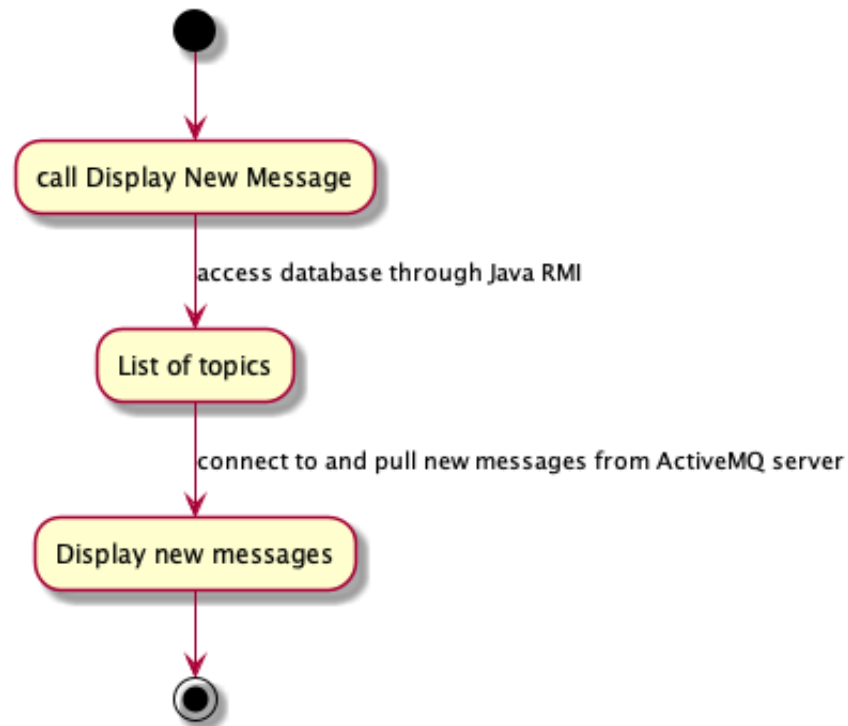 call Display New Message
access database through Java RMI
List of topics
connect to and pull new messages from ActiveMQ server
Display new messages